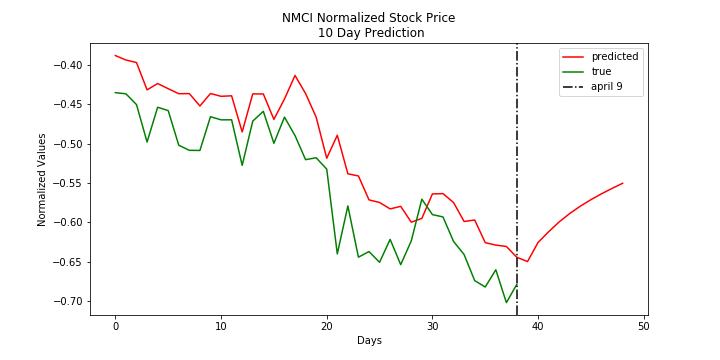 NMCI Normalized Stock Price
10 Day Prediction
Normalized Values
−0.40
−0.45
−0.50
−0.55
−0.60
−0.65
−0.70
predicted
true
april 9
0
10
20
30
40
50
Days